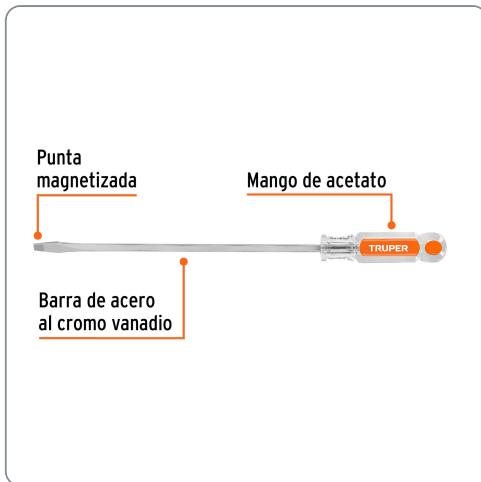 Punta
magnetizada
Mango de acetato
TRUPER
Barra de acero
al cromo vanadio